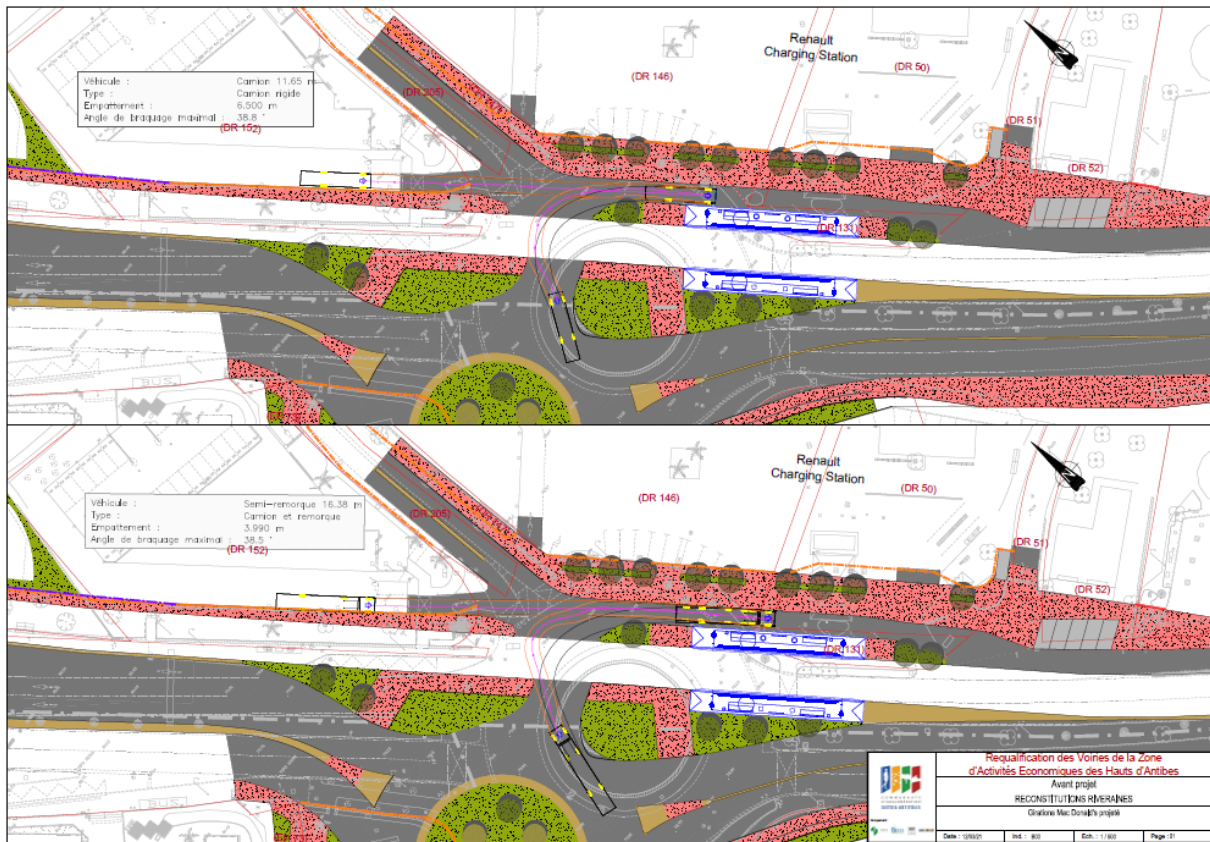 Renault
Charging Station
(DR 146)
(DR 50)
(DR 205)
(DR 51)
(DR 52)
Véhicule : Camion 11.65 m
Type : Camion rigide
Empattement : 6.500 m
Angle de braquage maximal : 38.8 °
(DR 152)
(DR 131)
BUS
Renault
Charging Station
(DR 146)
(DR 50)
(DR 205)
(DR 51)
(DR 52)
Véhicule : Semi-remorque 16.38 m
Type : Camion et remorque
Empattement : 3.990 m
Angle de braquage maximal : 38.5 °
(DR 152)
(DR 131)
BUS
Requalification des Voiries de la Zone
d'Activités Economiques des Hauts d'Antibes
Avant projet
RECONSTITUTIONS RIVERAINES
Girations Mac Donald's projeté
Date : 12/03/21 Ind. : B00 Ech. : 1 / 500 Page : 21